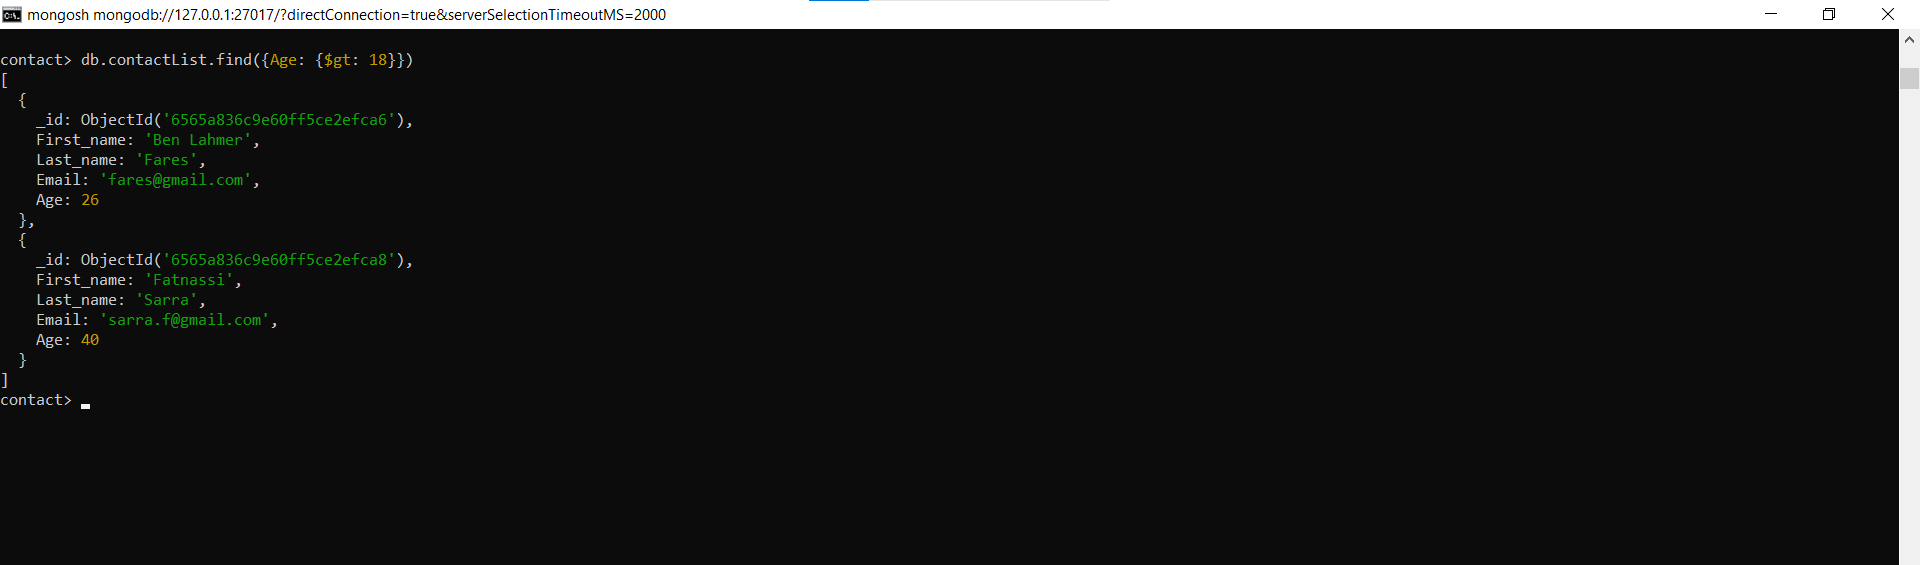 mongosh mongodb://127.0.0.1:27017/?directConnection=true&serverSelectionTimeoutMS=2000
contact> db.contactList.find({Age: {$gt: 18}})
[
  {
    _id: ObjectId('6565a836c9e60ff5ce2efca6'),
    First_name: 'Ben Lahmer',
    Last_name: 'Fares',
    Email: 'fares@gmail.com',
    Age: 26
  },
  {
    _id: ObjectId('6565a836c9e60ff5ce2efca8'),
    First_name: 'Fatnassi',
    Last_name: 'Sarra',
    Email: 'sarra.f@gmail.com',
    Age: 40
  }
]
contact>